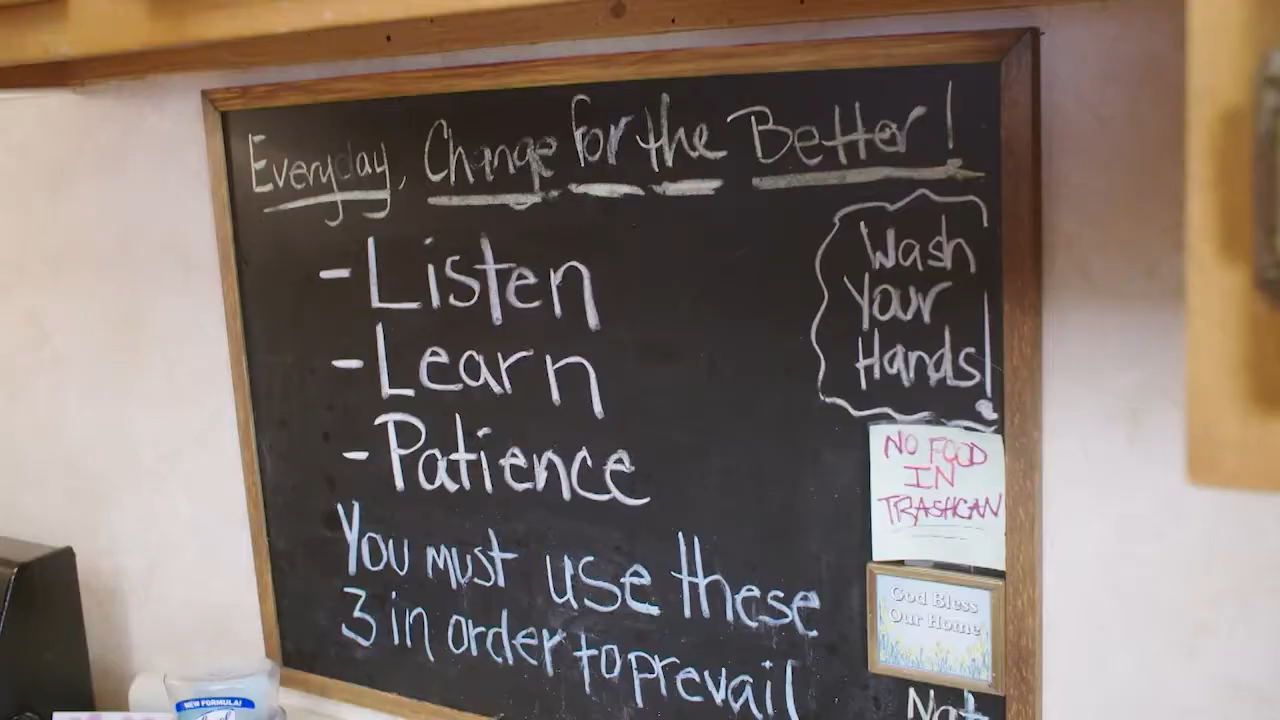 Everyday, Change for the Better!
- Listen
- Learn
- Patience
You must use these
3 in order to prevail
Wash
Your
Hands!
NO FOOD
IN
TRASHCAN
God Bless
Our Home
NEW FORMULA!